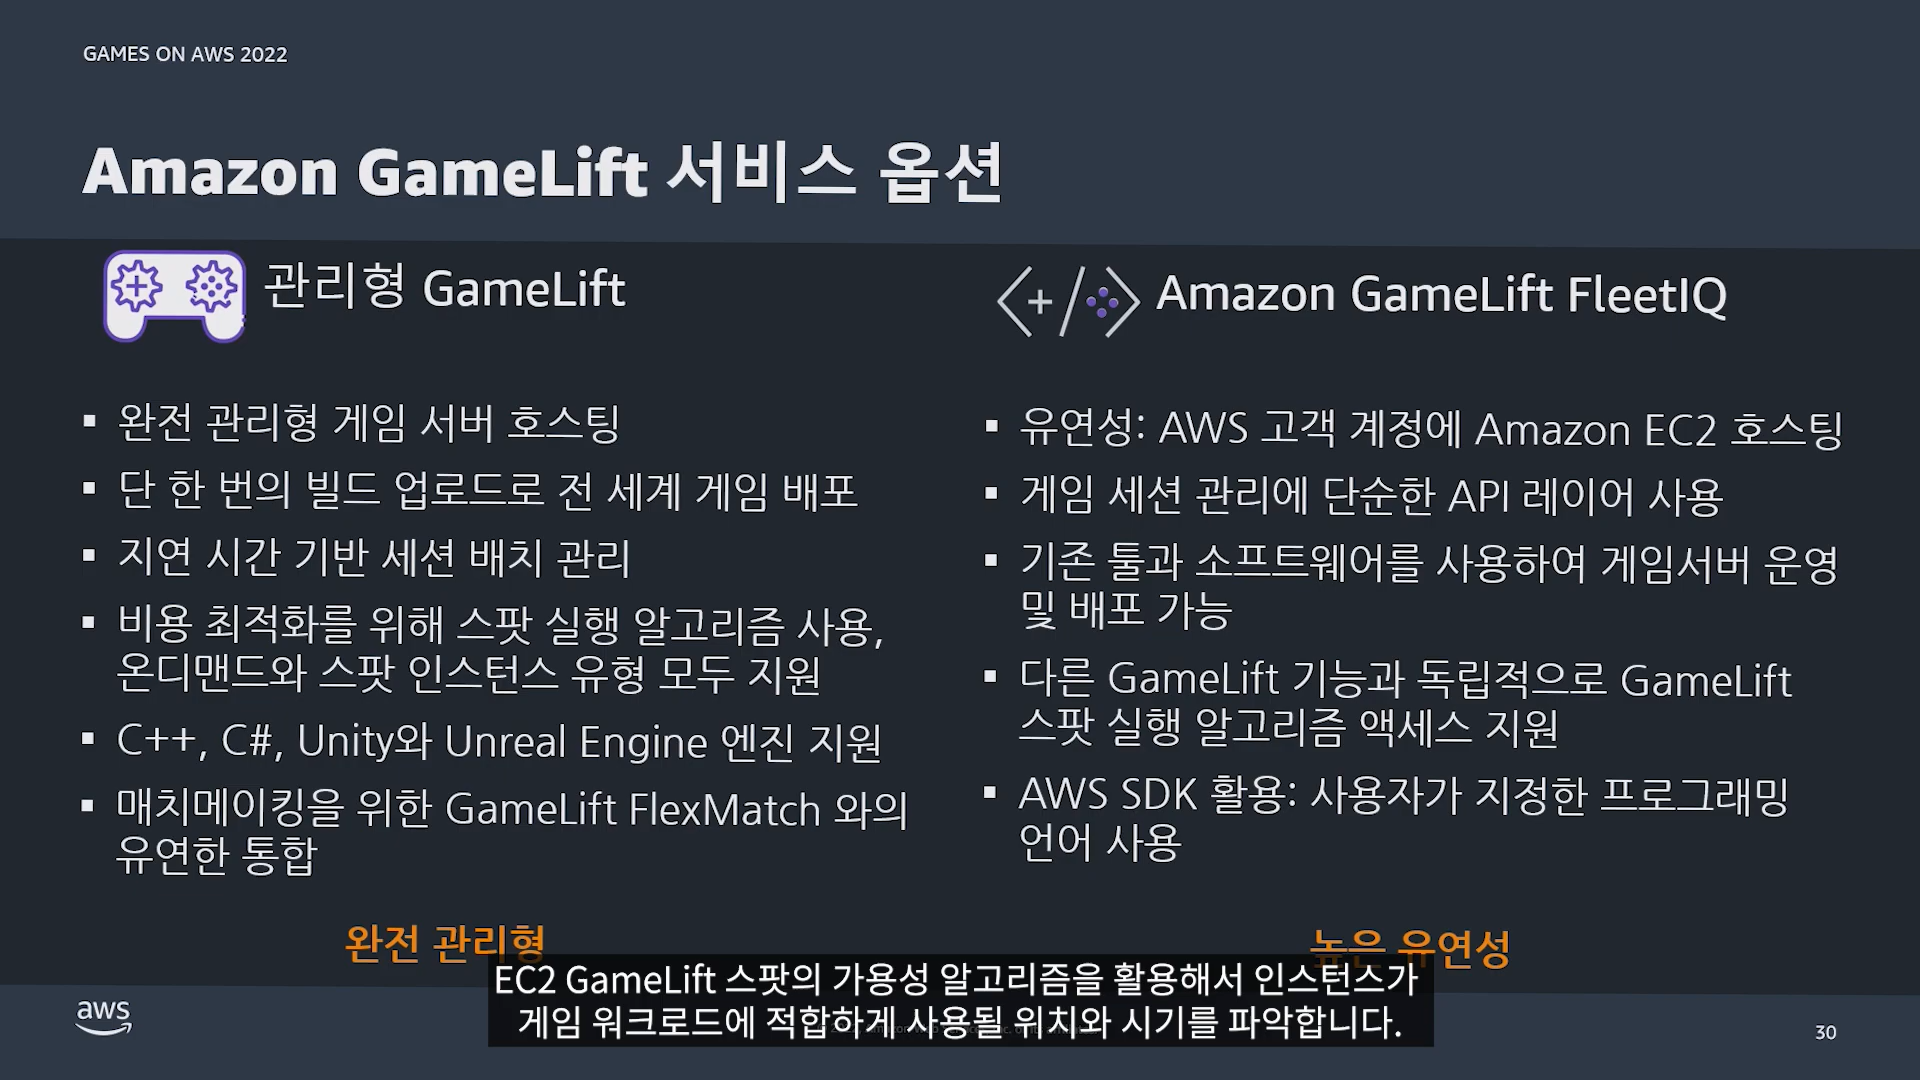 GAMES ON AWS 2022
Amazon GameLift 서비스 옵션
관리형 GameLift
완전 관리형 게임 서버 호스팅
단 한 번의 빌드 업로드로 전 세계 게임 배포
지연 시간 기반 세션 배치 관리
비용 최적화를 위해 스팟 실행 알고리즘 사용,
온디맨드와 스팟 인스턴스 유형 모두 지원
C++, C#, Unity와 Unreal Engine 엔진 지원
매치메이킹을 위한 GameLift FlexMatch 와의
유연한 통합
완전 관리형
Amazon GameLift FleetIQ
유연성: AWS 고객 계정에 Amazon EC2 호스팅
게임 세션 관리에 단순한 API 레이어 사용
기존 툴과 소프트웨어를 사용하여 게임서버 운영
및 배포 가능
다른 GameLift 기능과 독립적으로 GameLift
스팟 실행 알고리즘 액세스 지원
AWS SDK 활용: 사용자가 지정한 프로그래밍
언어 사용
높은 유연성
EC2 GameLift 스팟의 가용성 알고리즘을 활용해서 인스턴스가
게임 워크로드에 적합하게 사용될 위치와 시기를 파악합니다.
aws
30